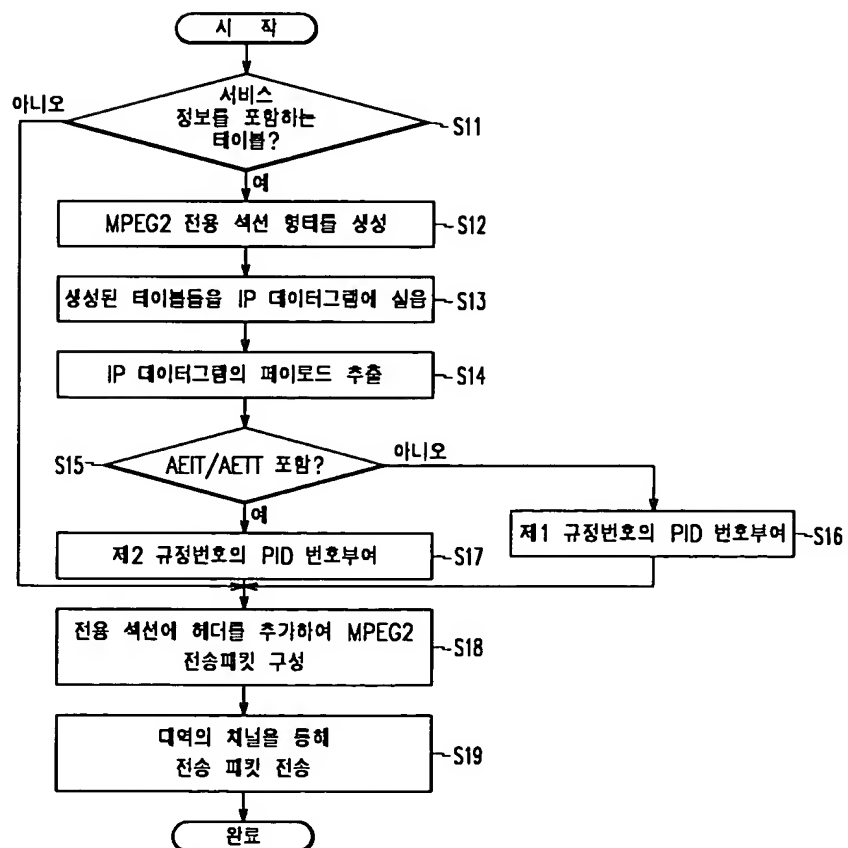 시 작
서비스
정보를 포함하는
테이블?
아니오
S11
예
MPEG2 전용 섹션 형태를 생성
S12
생성된 테이블들을 IP 데이터그램에 실음
S13
IP 데이터그램의 페이로드 추출
S14
S15
AEIT/AETT 포함?
아니오
예
제1 규정번호의 PID 번호부여
S16
제2 규정번호의 PID 번호부여
S17
전용 섹션에 헤더를 추가하여 MPEG2
전송패킷 구성
S18
대역의 채널을 통해
전송 패킷 전송
S19
완료